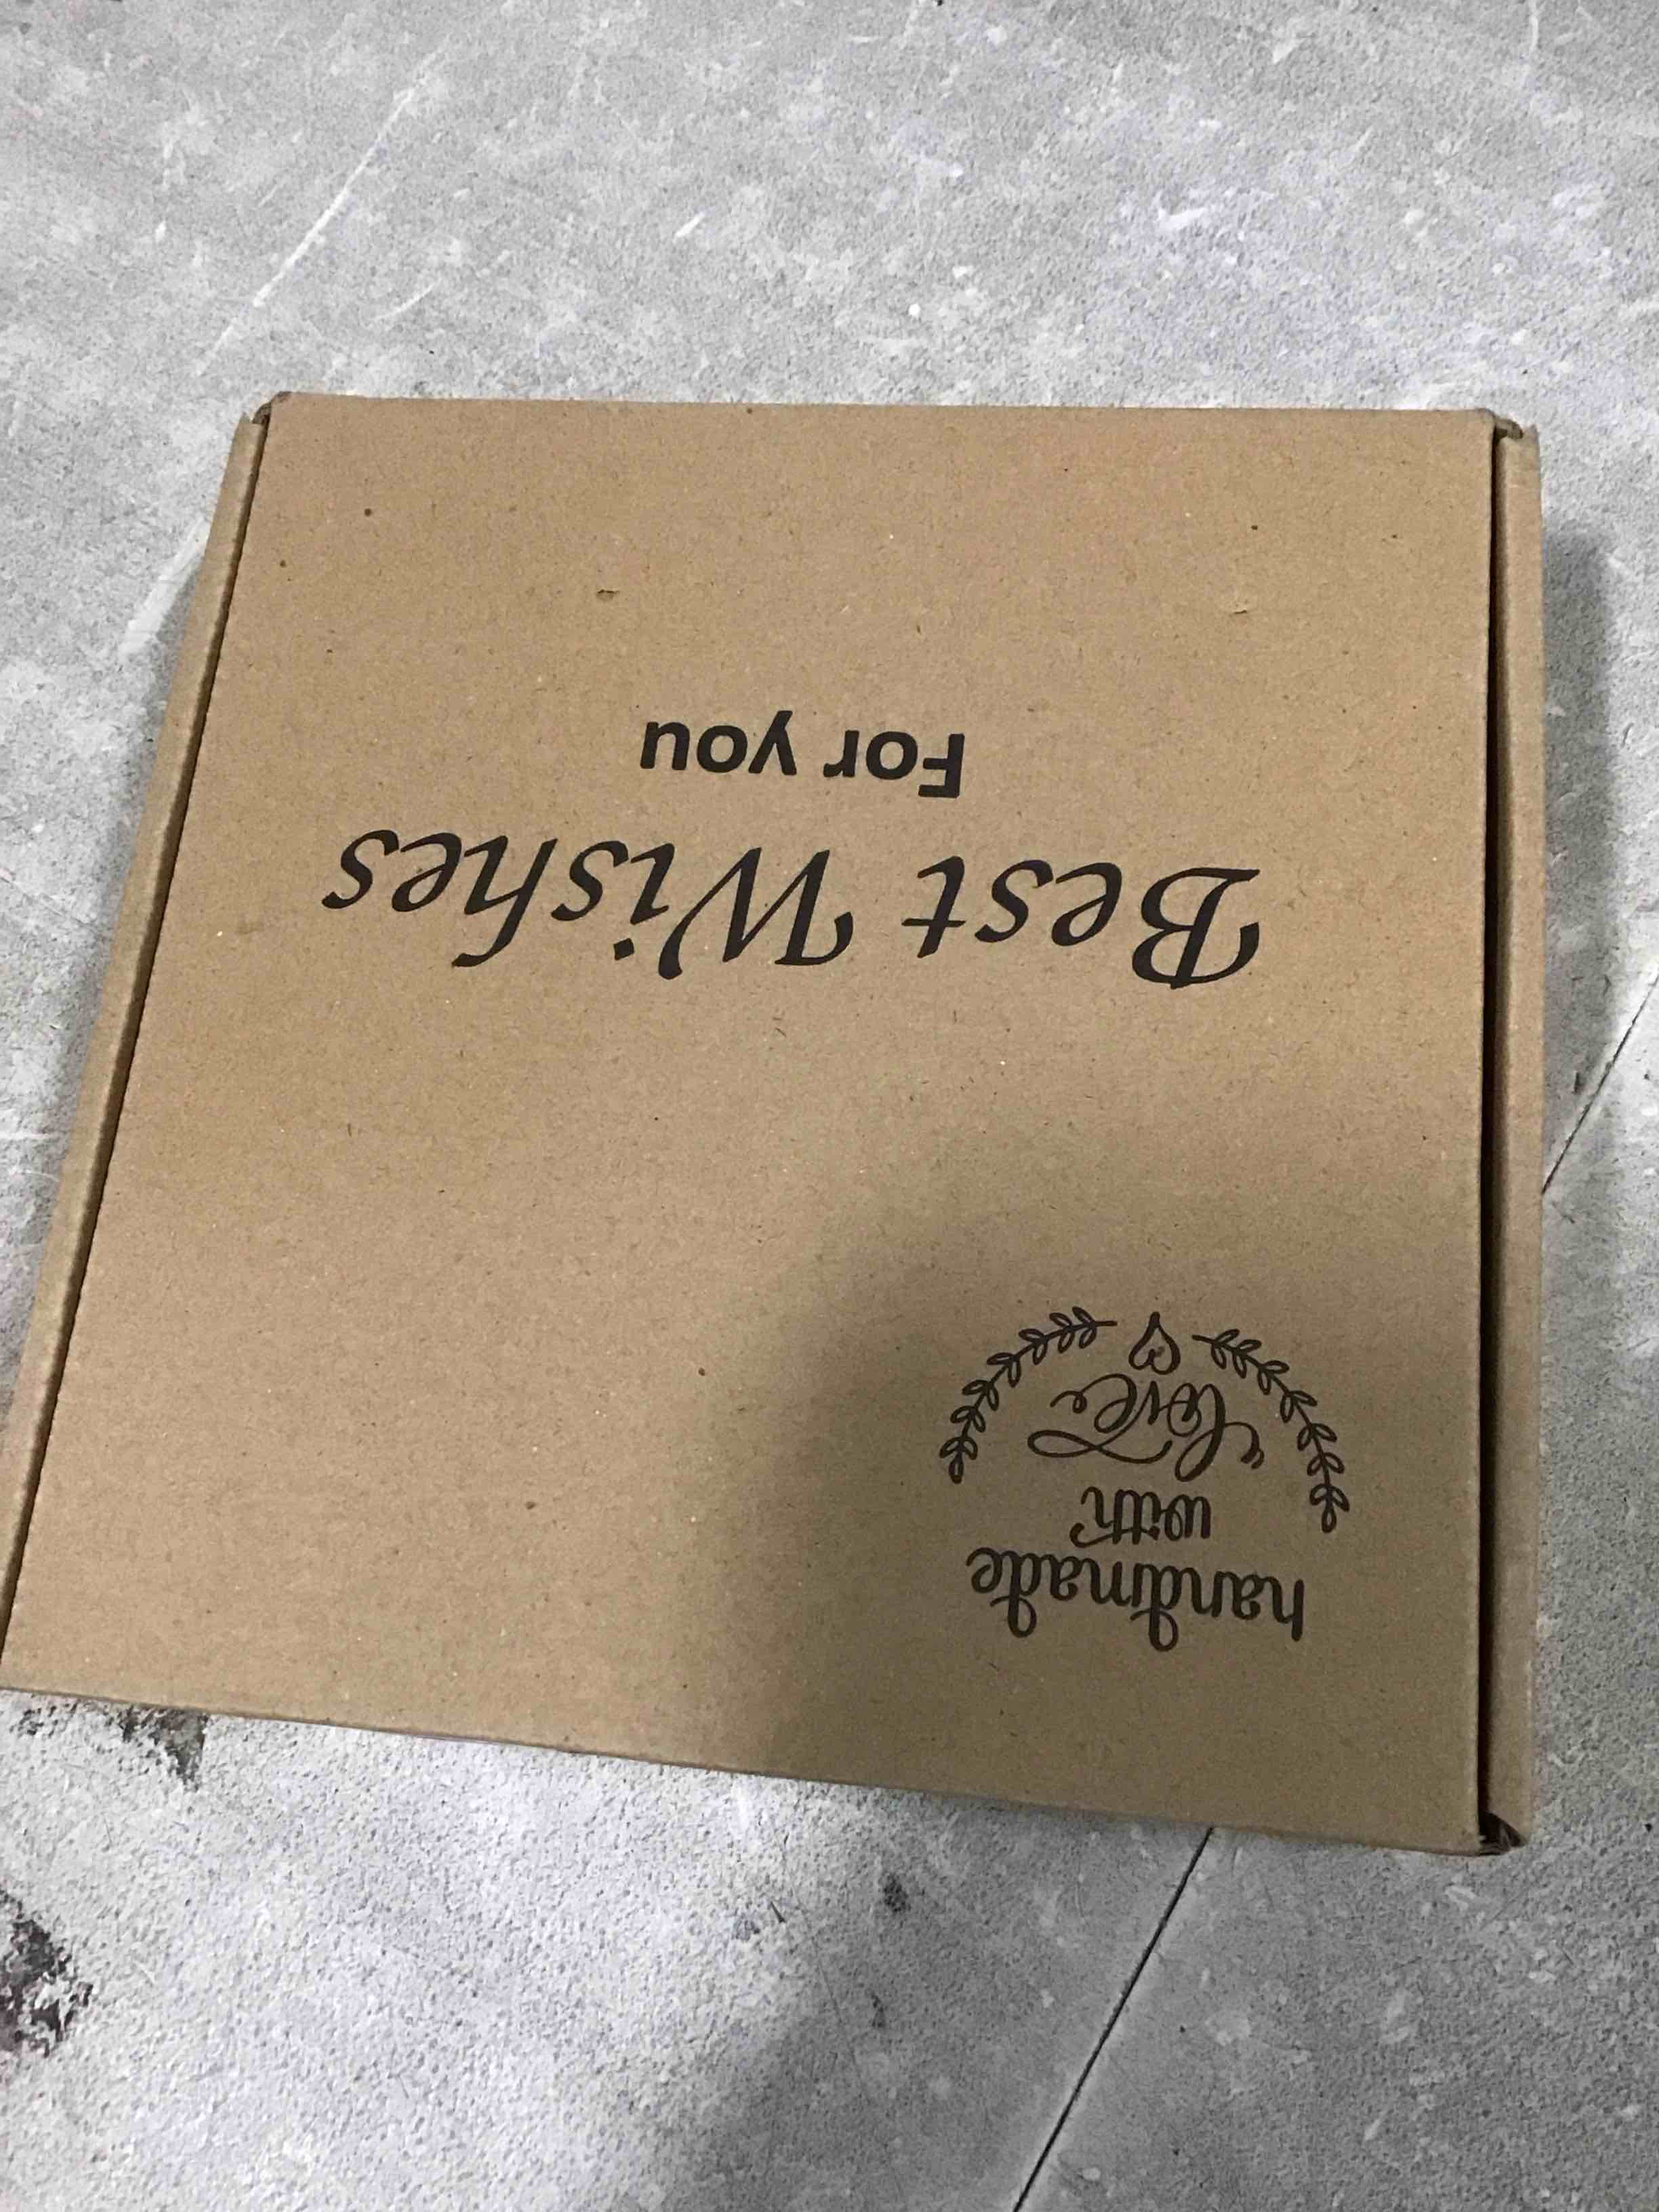 handmade
with
love
Best Wishes
For you